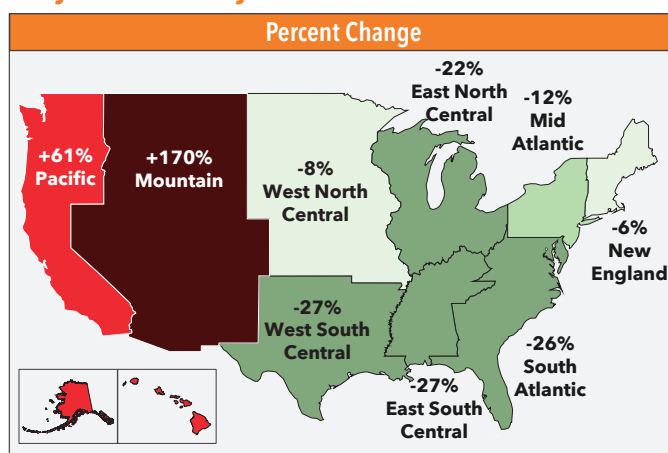 Percent Change
-22%
East North
Central
-12%
Mid
Atlantic
+61%
Pacific
+170%
Mountain
-8%
West North
Central
-6%
New
England
-27%
West South
Central
-26%
South
Atlantic
-27%
East South
Central